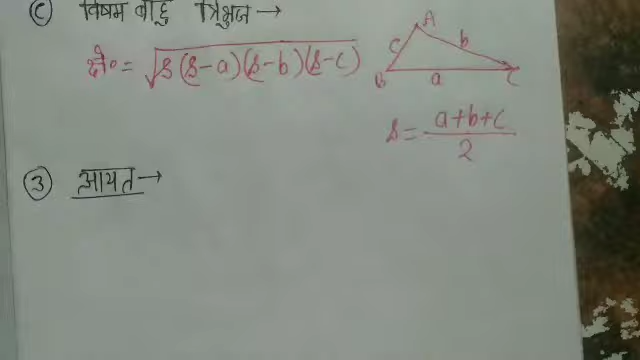 (c) विषम बाहु त्रिभुज →
क्षे० = √s(s-a)(s-b)(s-c)
A
c
b
B
a
C
s = a+b+c
2
(3) आयत →